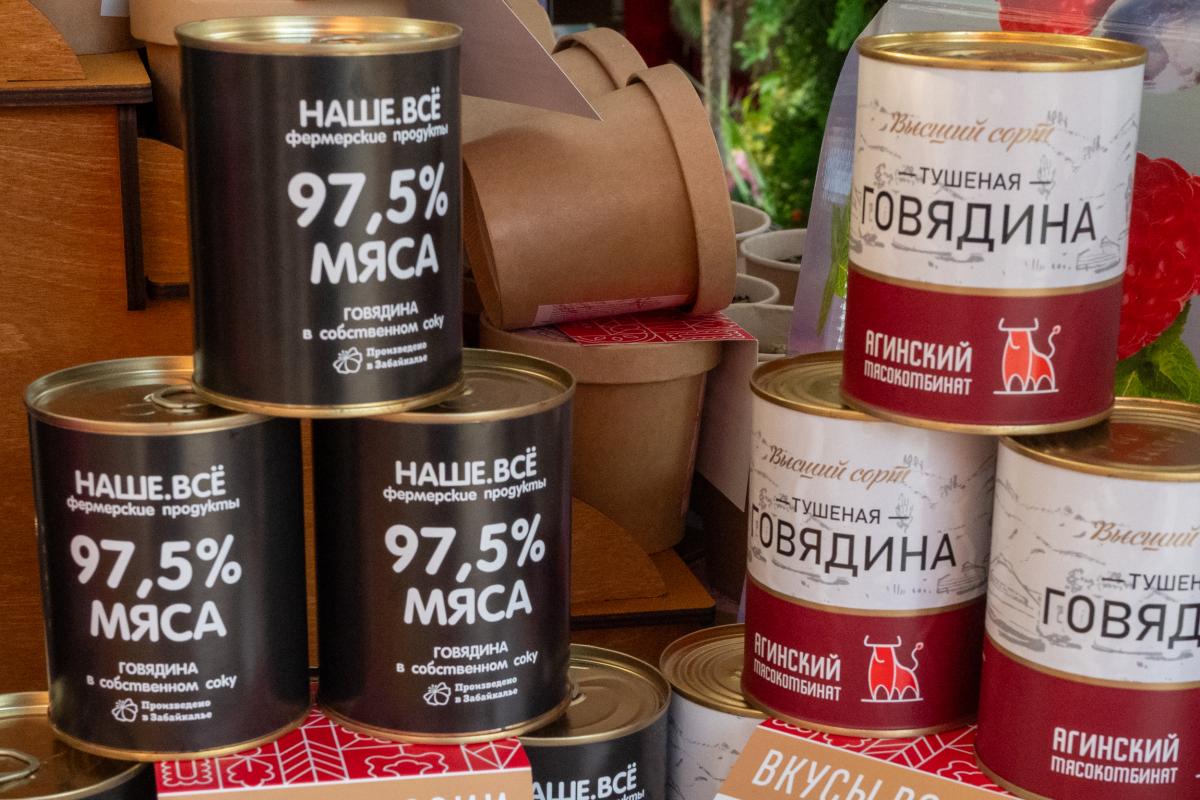 НАШЕ.ВСЁ
фермерские продукты
97,5%
МЯСА
ГОВЯДИНА
в собственном соку
Произведено
в Забайкалье
Высший сорт
ТУШЕНАЯ
ГОВЯДИНА
АГИНСКИЙ
МЯСОКОМБИНАТ
НАШЕ.ВСЁ
фермерские продукты
97,5%
МЯСА
ГОВЯДИНА
в собственном соку
Произведено
в Забайкалье
НАШЕ.ВСЁ
фермерские продукты
97,5%
МЯСА
ГОВЯДИНА
в собственном соку
Произведено
в Забайкалье
Высший сорт
ТУШЕНАЯ
ГОВЯДИНА
АГИНСКИЙ
МЯСОКОМБИНАТ
Высший
ТУШЕН
ГОВЯД
АГИНСКИЙ
МЯСОКОМБИНАТ
НАШЕ.ВСЁ
продукты
ВКУСЫ